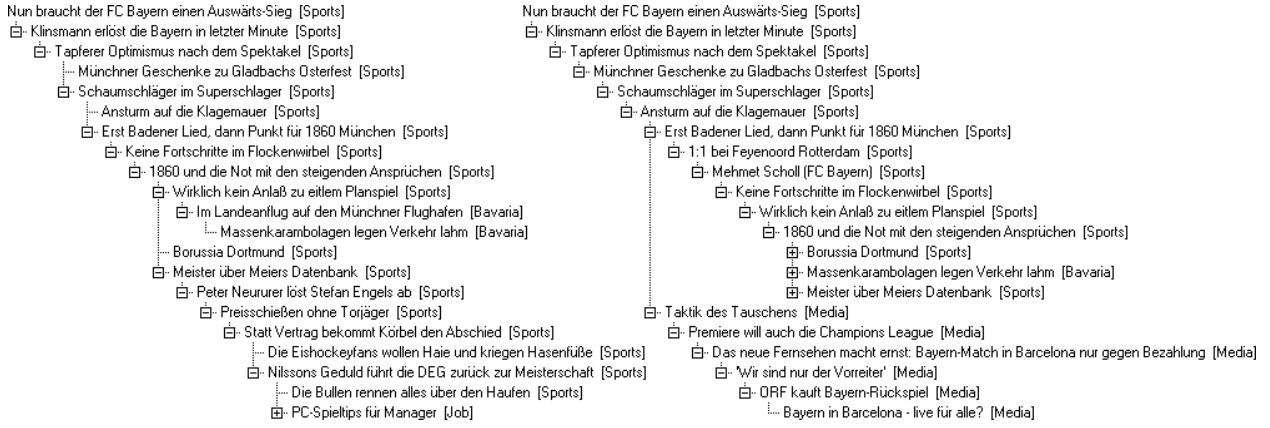 Nun braucht der FC Bayern einen Auswärts-Sieg [Sports]
Klinsmann erlöst die Bayern in letzter Minute [Sports]
Tapferer Optimismus nach dem Spektakel [Sports]
Münchner Geschenke zu Gladbachs Osterfest [Sports]
Schaumschläger im Superschlager [Sports]
Ansturm auf die Klagemauer [Sports]
Erst Badener Lied, dann Punkt für 1860 München [Sports]
Keine Fortschritte im Flockenwirbel [Sports]
1860 und die Not mit den steigenden Ansprüchen [Sports]
Wirklich kein Anlaß zu eitlem Planspiel [Sports]
Im Landeanflug auf den Münchner Flughafen [Bavaria]
Massenkarambolagen legen Verkehr lahm [Bavaria]
Borussia Dortmund [Sports]
Meister über Meiers Datenbank [Sports]
Peter Neururer löst Stefan Engels ab [Sports]
Preisschießen ohne Torjäger [Sports]
Statt Vertrag bekommt Körbel den Abschied [Sports]
Die Eishockeyfans wollen Haie und kriegen Hasenfüße [Sports]
Nilssons Geduld führt die DEG zurück zur Meisterschaft [Sports]
Die Bullen rennen alles über den Haufen [Sports]
PC-Spieltips für Manager [Job]
Nun braucht der FC Bayern einen Auswärts-Sieg [Sports]
Klinsmann erlöst die Bayern in letzter Minute [Sports]
Tapferer Optimismus nach dem Spektakel [Sports]
Münchner Geschenke zu Gladbachs Osterfest [Sports]
Schaumschläger im Superschlager [Sports]
Ansturm auf die Klagemauer [Sports]
Erst Badener Lied, dann Punkt für 1860 München [Sports]
1:1 bei Feyenoord Rotterdam [Sports]
Mehmet Scholl (FC Bayern) [Sports]
Keine Fortschritte im Flockenwirbel [Sports]
Wirklich kein Anlaß zu eitlem Planspiel [Sports]
1860 und die Not mit den steigenden Ansprüchen [Sports]
Borussia Dortmund [Sports]
Massenkarambolagen legen Verkehr lahm [Bavaria]
Meister über Meiers Datenbank [Sports]
Taktik des Tauschens [Media]
Premiere will auch die Champions League [Media]
Das neue Fernsehen macht ernst: Bayern-Match in Barcelona nur gegen Bezahlung [Media]
'Wir sind nur der Vorreiter' [Media]
ORF kauft Bayern-Rückspiel [Media]
Bayern in Barcelona - live für alle? [Media]